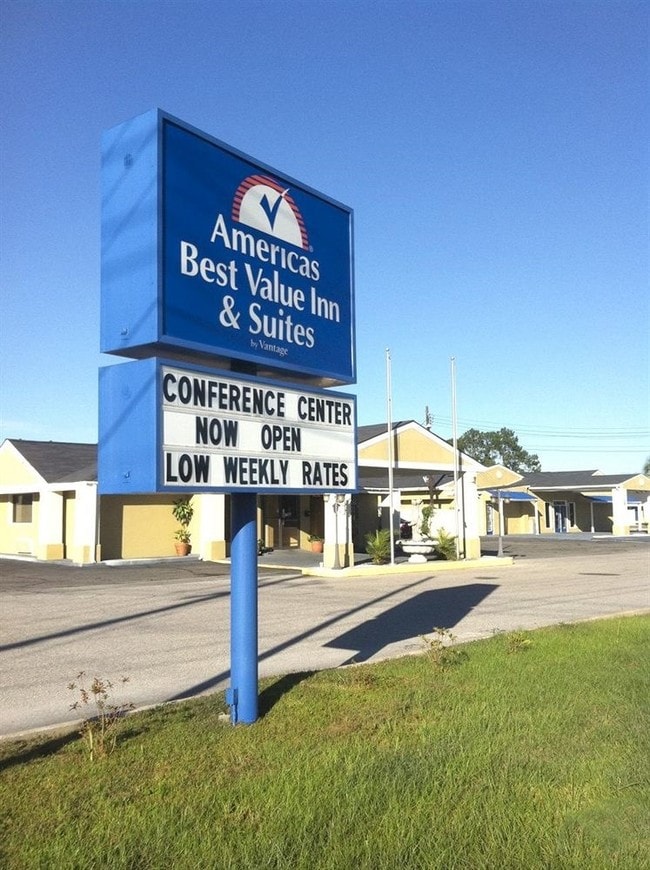 Americas
Best Value Inn
& Suites
by Vantage
CONFERENCE CENTER
NOW OPEN
LOW WEEKLY RATES